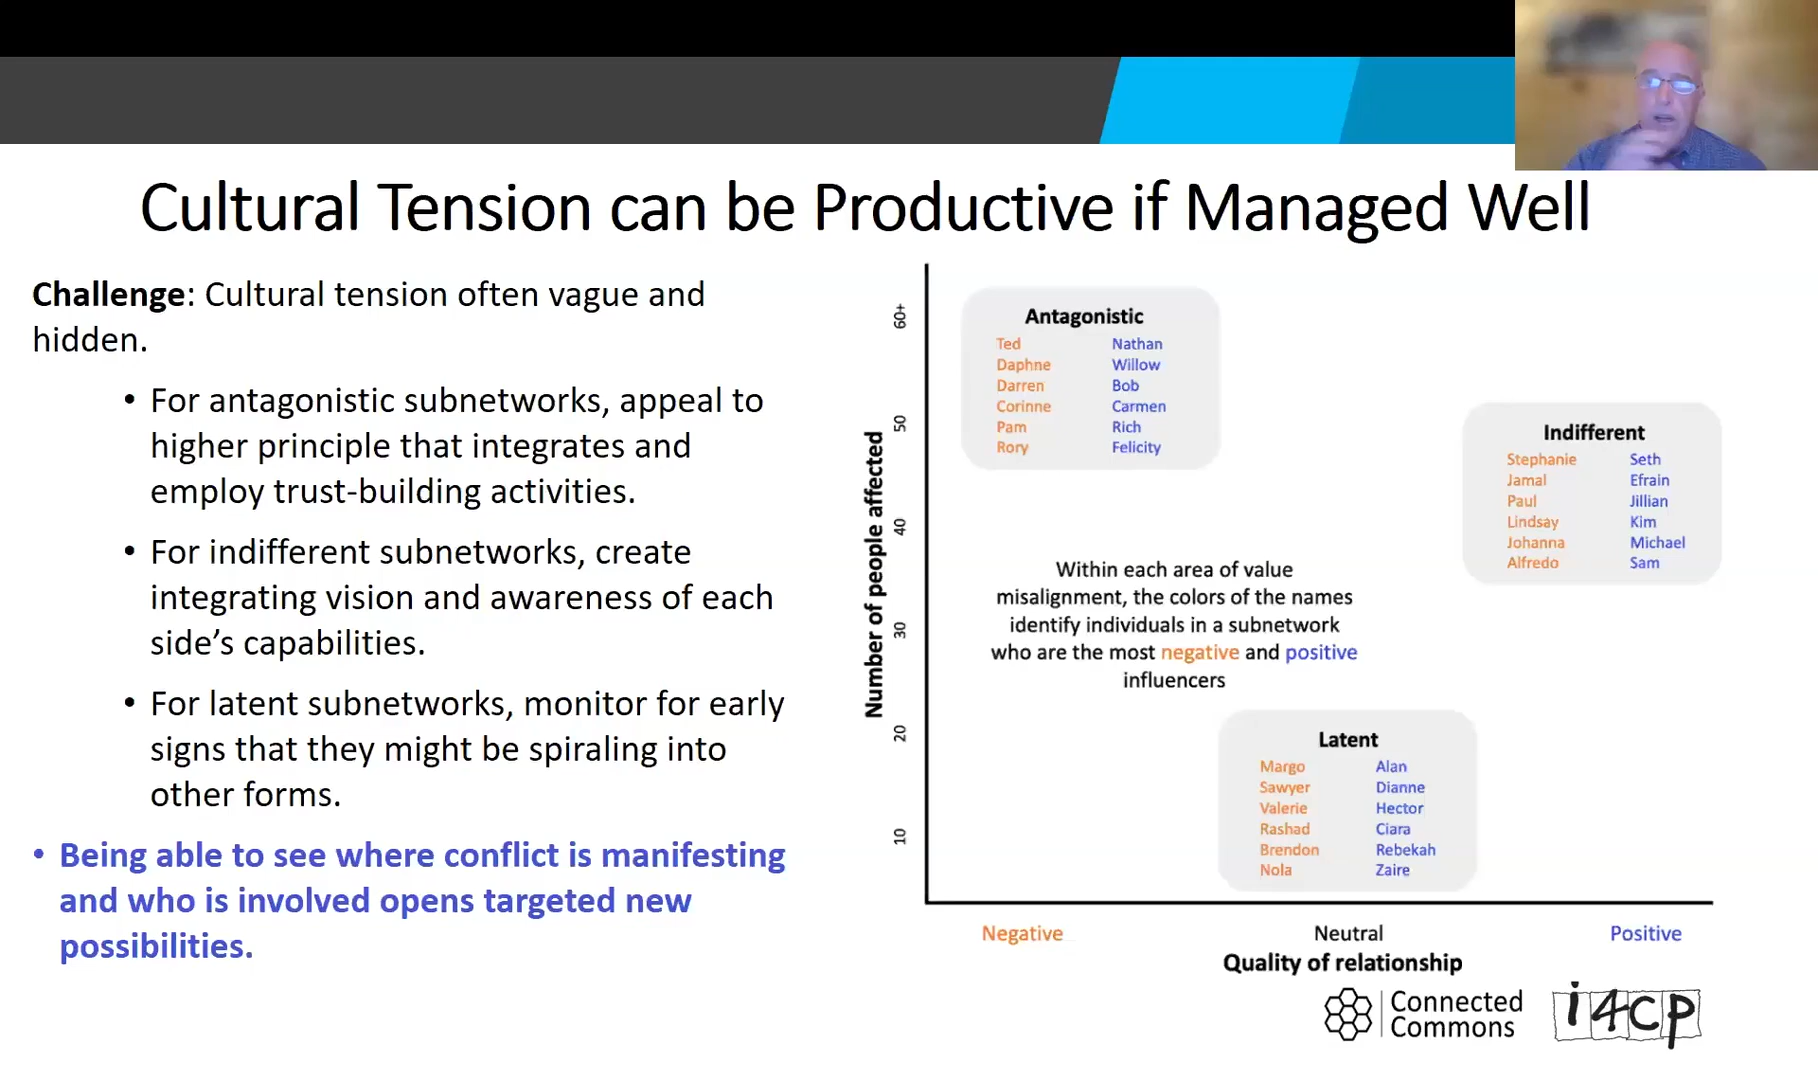 Cultural Tension can be Productive if Managed Well
Challenge: Cultural tension often vague and
hidden.
• For antagonistic subnetworks, appeal to
higher principle that integrates and
employ trust-building activities.
• For indifferent subnetworks, create
integrating vision and awareness of each
side's capabilities.
• For latent subnetworks, monitor for early
signs that they might be spiraling into
other forms.
• Being able to see where conflict is manifesting
and who is involved opens targeted new
possibilities.
Number of people affected
60+
50
40
30
20
10
Antagonistic
Ted Nathan
Daphne Willow
Darren Bob
Corinne Carmen
Pam Rich
Rory Felicity
Indifferent
Stephanie Seth
Jamal Efrain
Paul Jillian
Lindsay Kim
Johanna Michael
Alfredo Sam
Within each area of value
misalignment, the colors of the names
identify individuals in a subnetwork
who are the most negative and positive
influencers
Latent
Margo Alan
Sawyer Dianne
Valerie Hector
Rashad Ciara
Brendon Rebekah
Nola Zaire
Negative Neutral Positive
Quality of relationship
Connected
Commons
i4cp